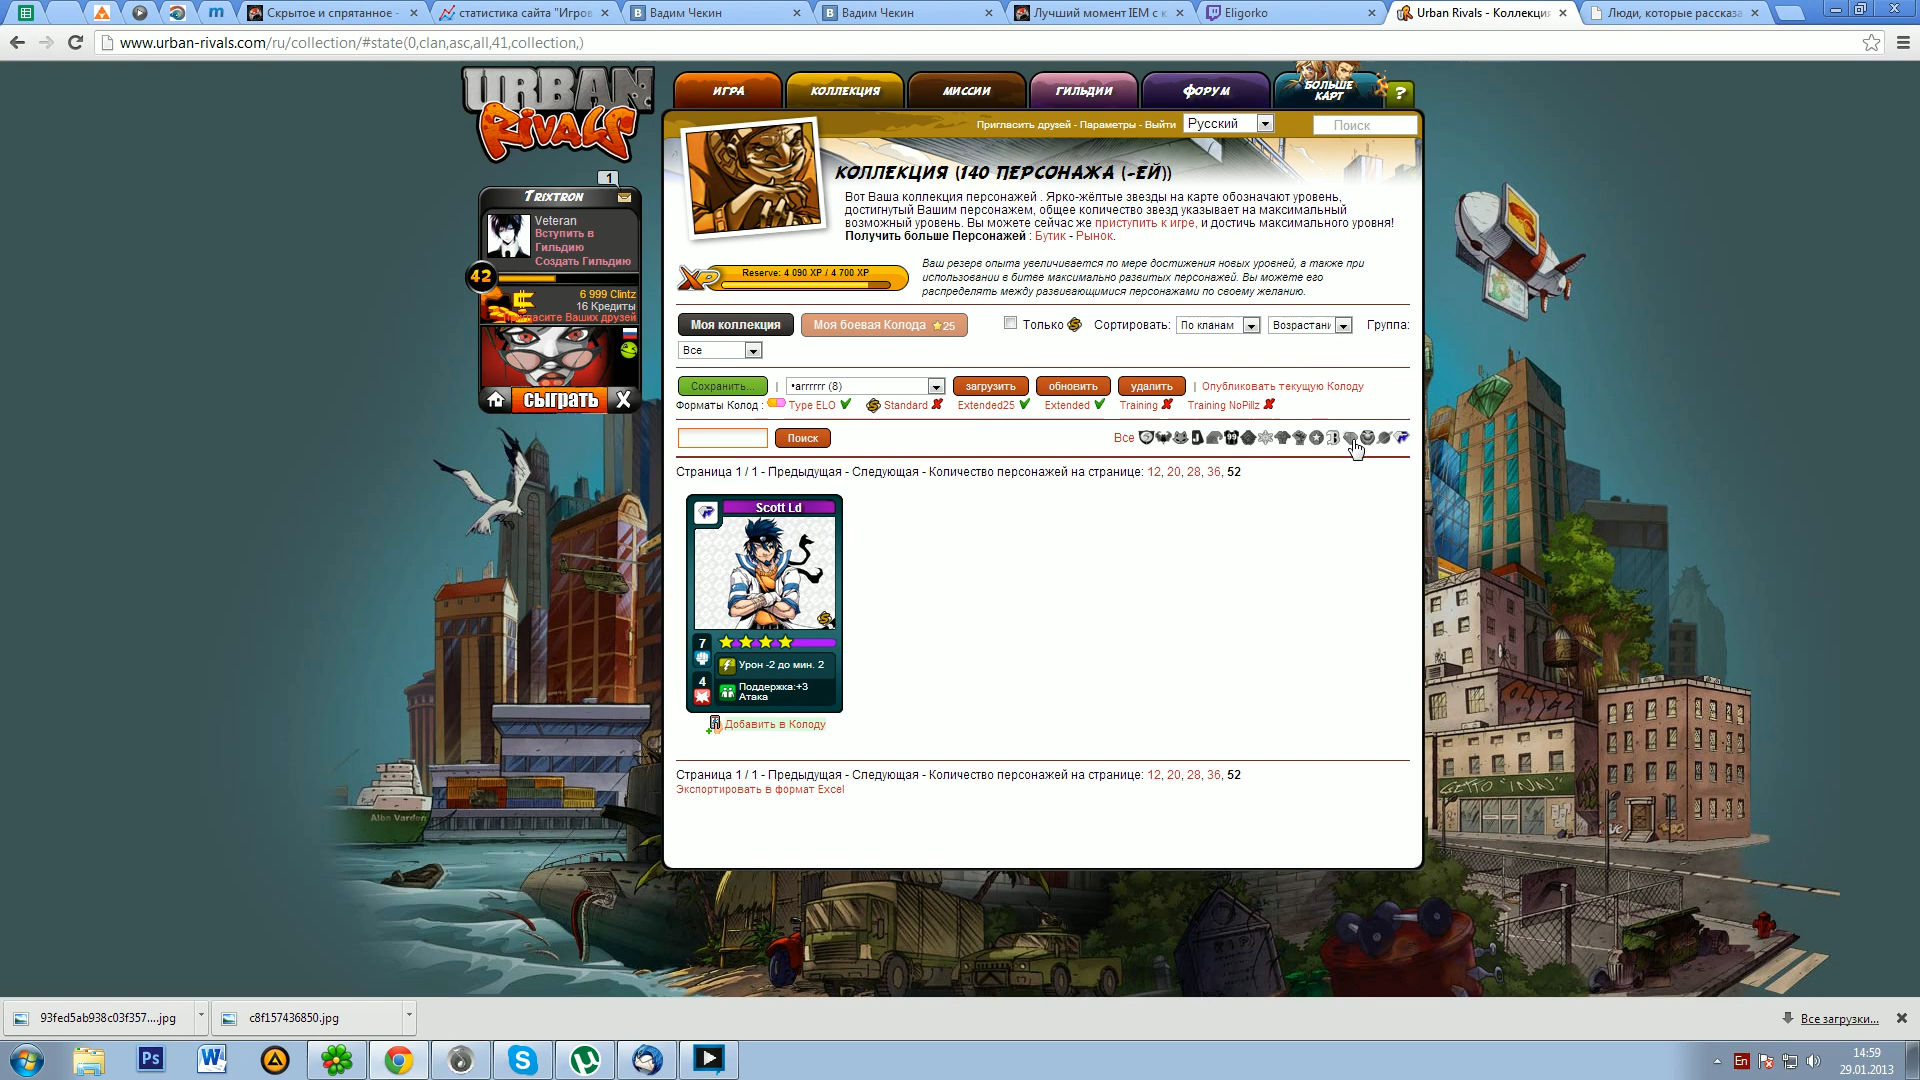 Скрытое и спрятанное -
статистика сайта "Игров
Вадим Чекин
Вадим Чекин
Лучший момент IEM с к
Eligorko
Urban Rivals - Коллекция
Люди, которые рассказа
www.urban-rivals.com/ru/collection/#state(0,clan,asc,all,41,collection,)
URBAN
RIVALS
ИГРА
КОЛЛЕКЦИЯ
МИССИИ
ГИЛЬДИИ
ФОРУМ
БОЛЬШЕ
КАРТ
?
Пригласить друзей - Параметры - Выйти
Русский
Поиск
1
TRIXTRON
Veteran
Вступить в
Гильдию
Создать Гильдию
42
6 999 Clintz
16 Кредиты
Пригласите Ваших друзей
сыграть
X
КОЛЛЕКЦИЯ (140 ПЕРСОНАЖА (-ЕЙ))
Вот Ваша коллекция персонажей . Ярко-жёлтые звезды на карте обозначают уровень,
достигнутый Вашим персонажем, общее количество звезд указывает на максимальный
возможный уровень. Вы можете сейчас же приступить к игре, и достичь максимального уровня!
Получить больше Персонажей : Бутик - Рынок.
XP
Reserve: 4 090 XP / 4 700 XP
Ваш резерв опыта увеличивается по мере достижения новых уровней, а также при
использовании в битве максимально развитых персонажей. Вы можете его
распределять между развивающимися персонажами по своему желанию.
Моя коллекция
Моя боевая Колода 25
Только
Сортировать:
По кланам
Возрастани
Группа:
Все
Сохранить...
|
•arrrrrr (8)
загрузить
обновить
удалить
| Опубликовать текущую Колоду
Форматы Колод :
Type ELO
Standard
Extended25
Extended
Training
Training NoPillz
Поиск
Все
Страница 1 / 1 - Предыдущая - Следующая - Количество персонажей на странице: 12, 20, 28, 36, 52
Scott Ld
7
Урон -2 до мин. 2
4
Поддержка:+3
Атака
Добавить в Колоду
Страница 1 / 1 - Предыдущая - Следующая - Количество персонажей на странице: 12, 20, 28, 36, 52
Экспортировать в формат Excel
Alba Varden
GETTO "INN"
RIP
93fed5ab938c03f357....jpg
c8f157436850.jpg
Все загрузки...
Ps
W
En
14:59
29.01.2013